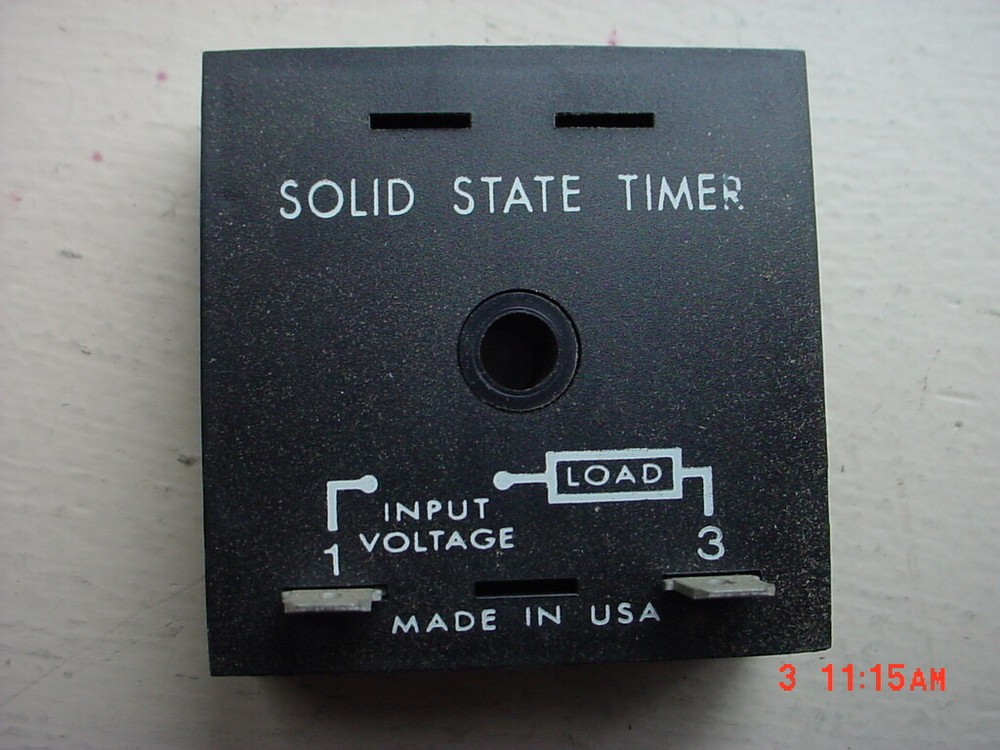 SOLID STATE TIMER
LOAD
INPUT
VOLTAGE
1
3
MADE IN USA
3 11:15AM